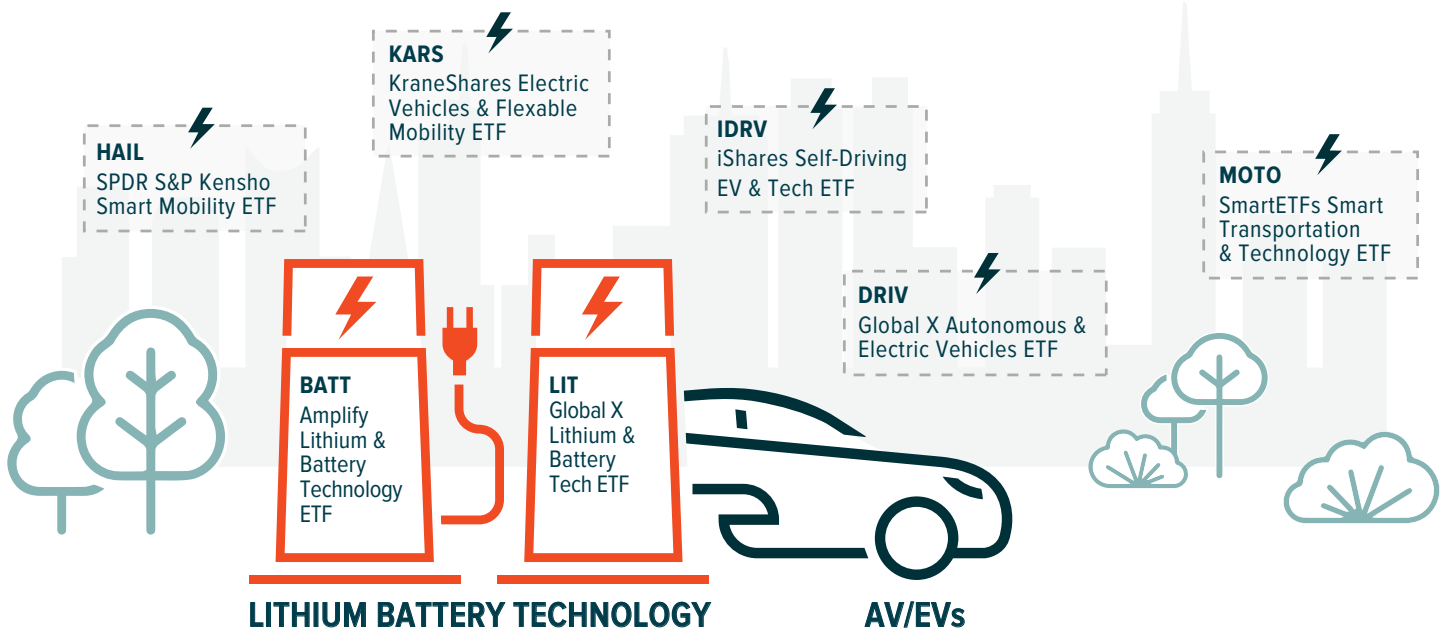 KARS
KraneShares Electric
Vehicles & Flexable
Mobility ETF
HAIL
SPDR S&P Kensho
Smart Mobility ETF
IDRV
iShares Self-Driving
EV & Tech ETF
MOTO
SmartETFs Smart
Transportation
& Technology ETF
DRIV
Global X Autonomous &
Electric Vehicles ETF
BATT
Amplify
Lithium &
Battery
Technology
ETF
LIT
Global X
Lithium &
Battery
Tech ETF
LITHIUM BATTERY TECHNOLOGY
AV/EVs